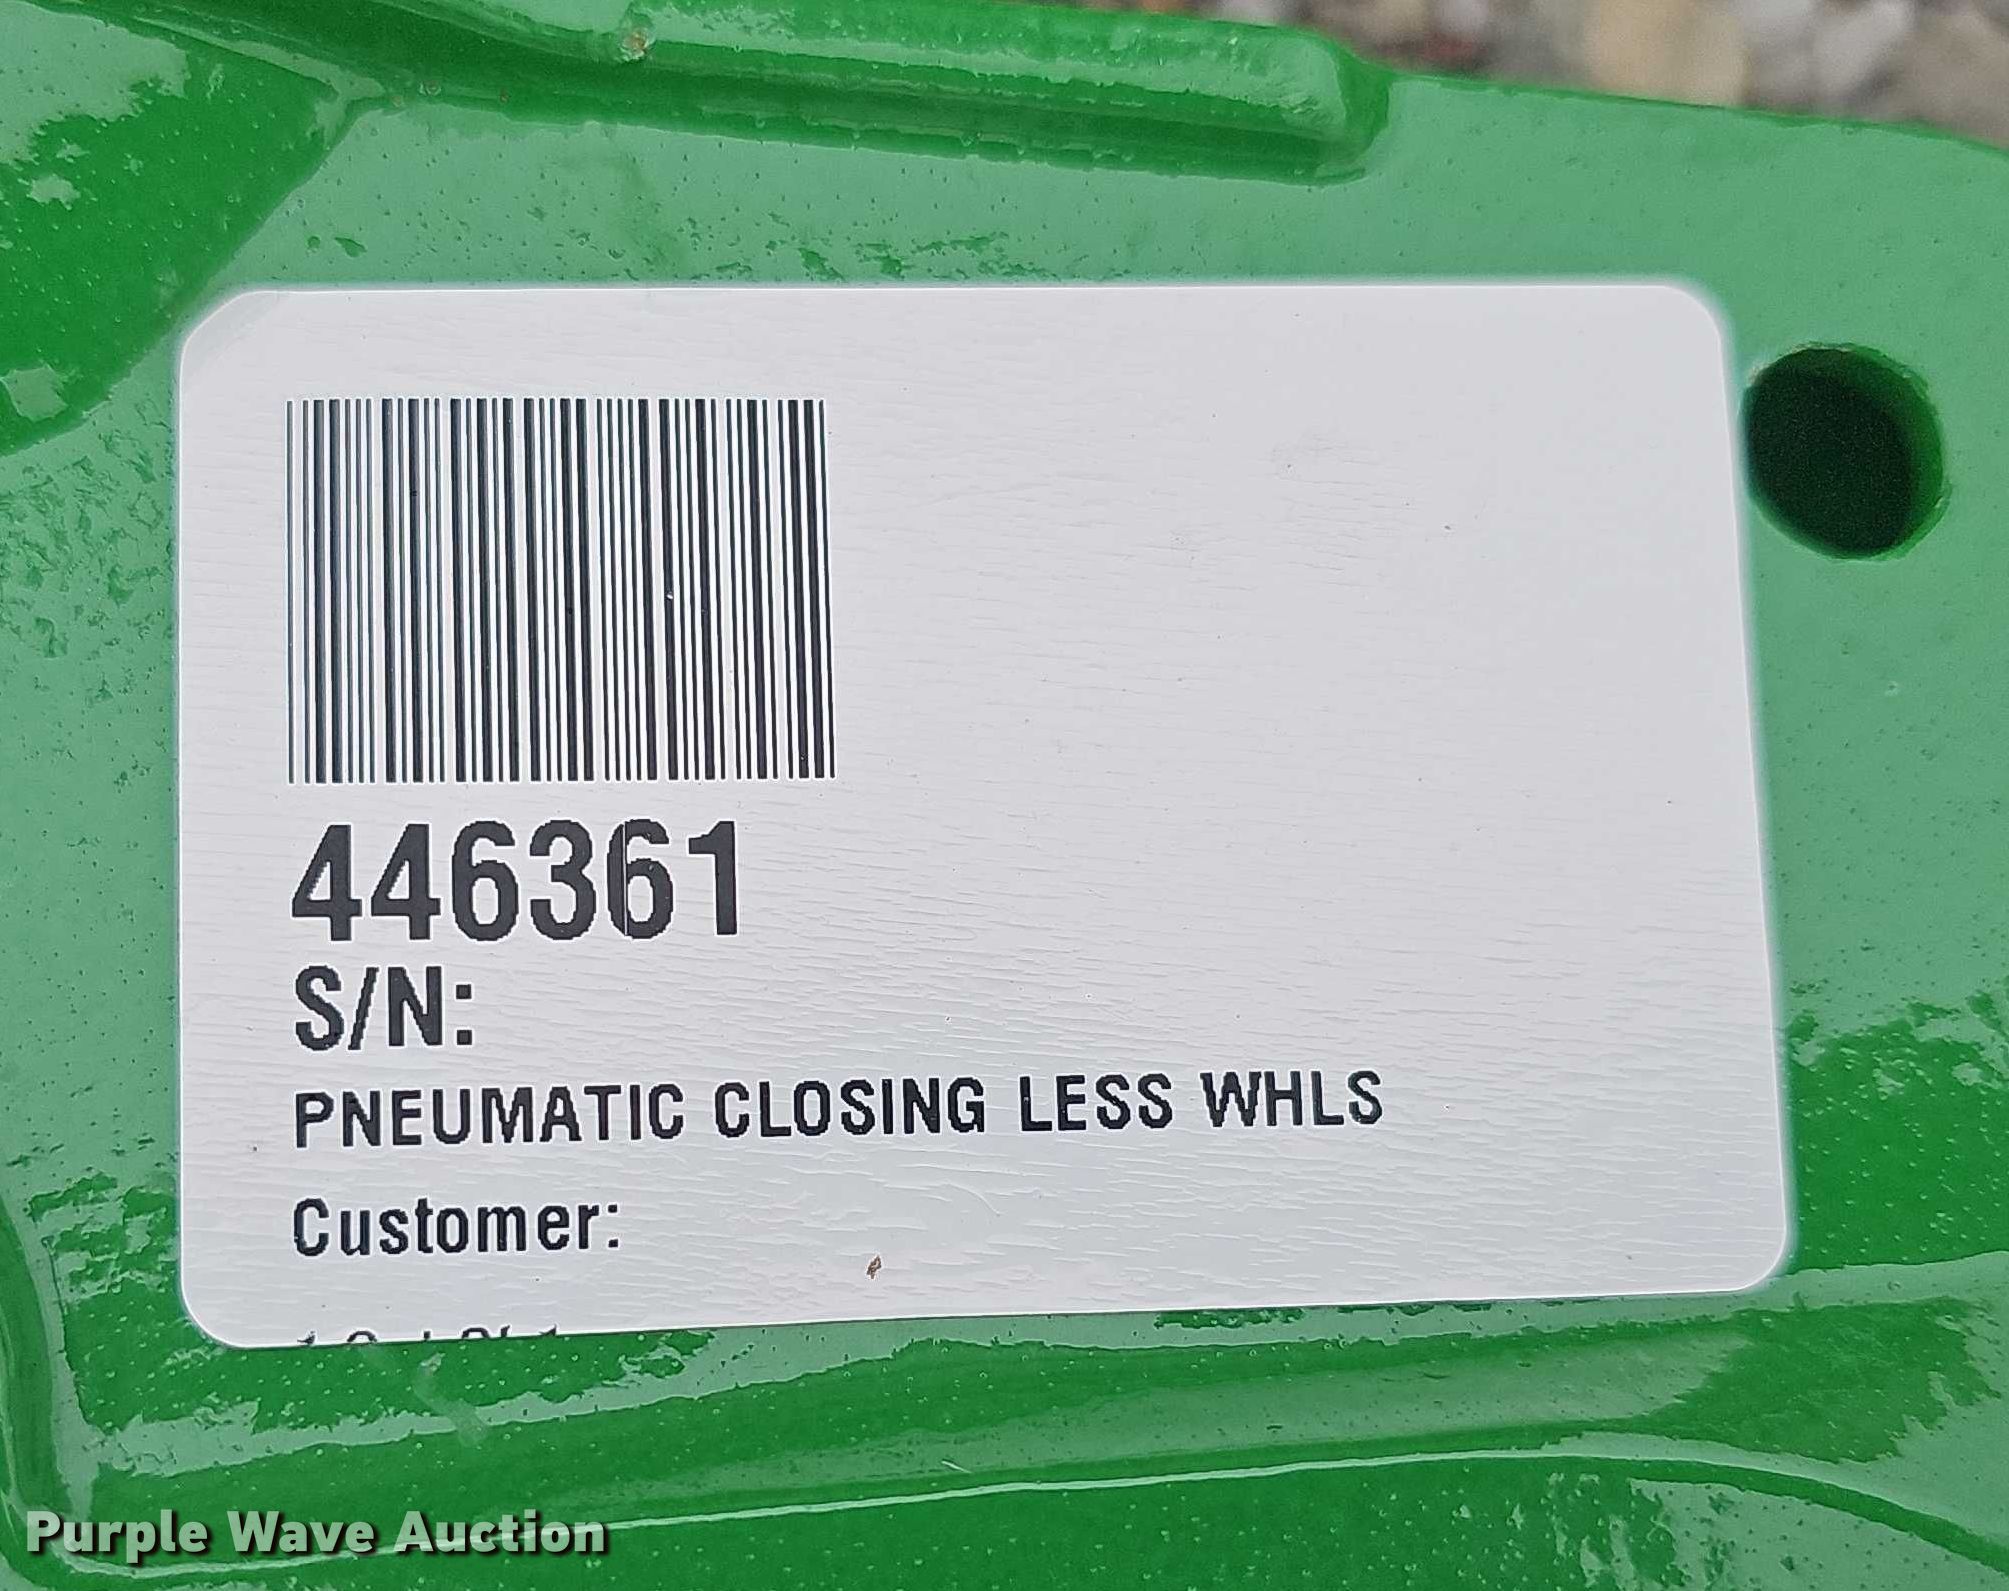 446361
S/N:
PNEUMATIC CLOSING LESS WHLS
Customer:
Purple Wave Auction